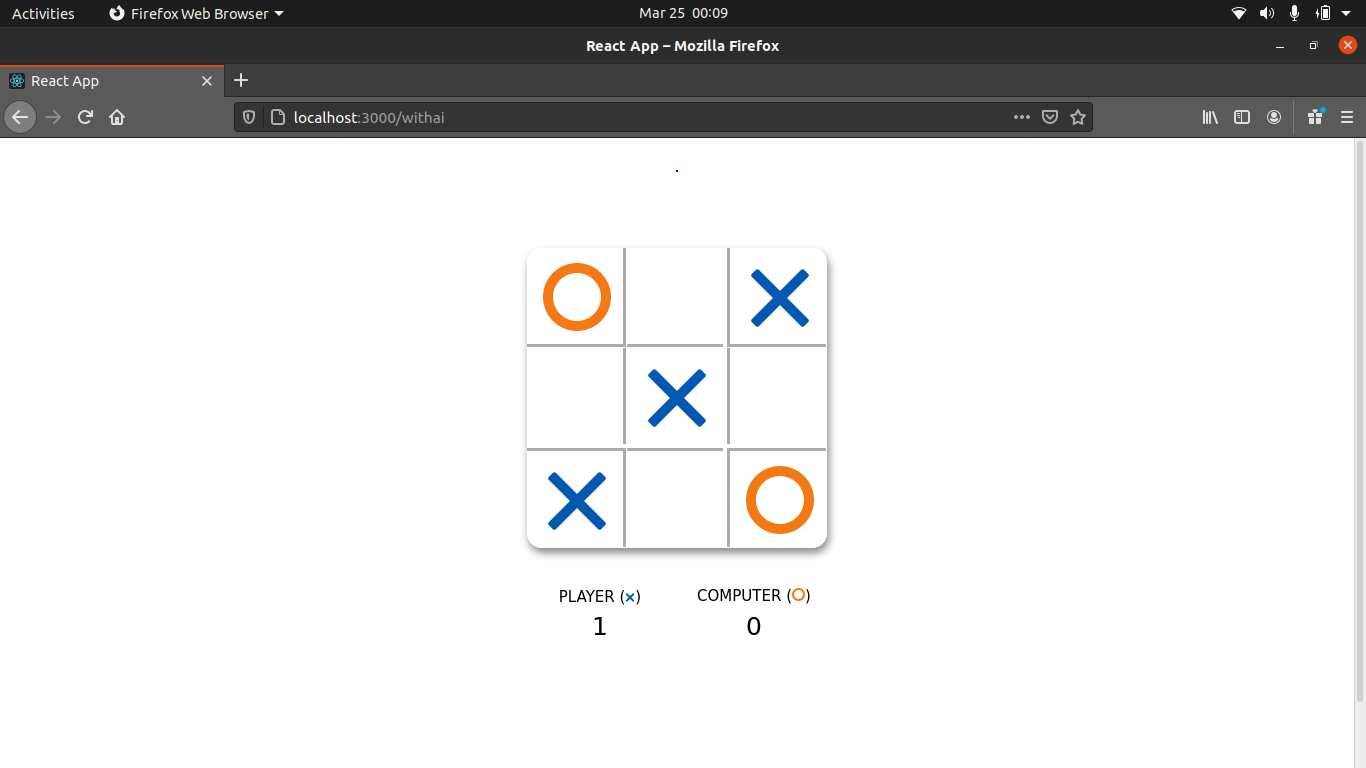 Activities
Firefox Web Browser
Mar 25 00:09
React App – Mozilla Firefox
React App
localhost:3000/withai
PLAYER (×)
COMPUTER (O)
1
0